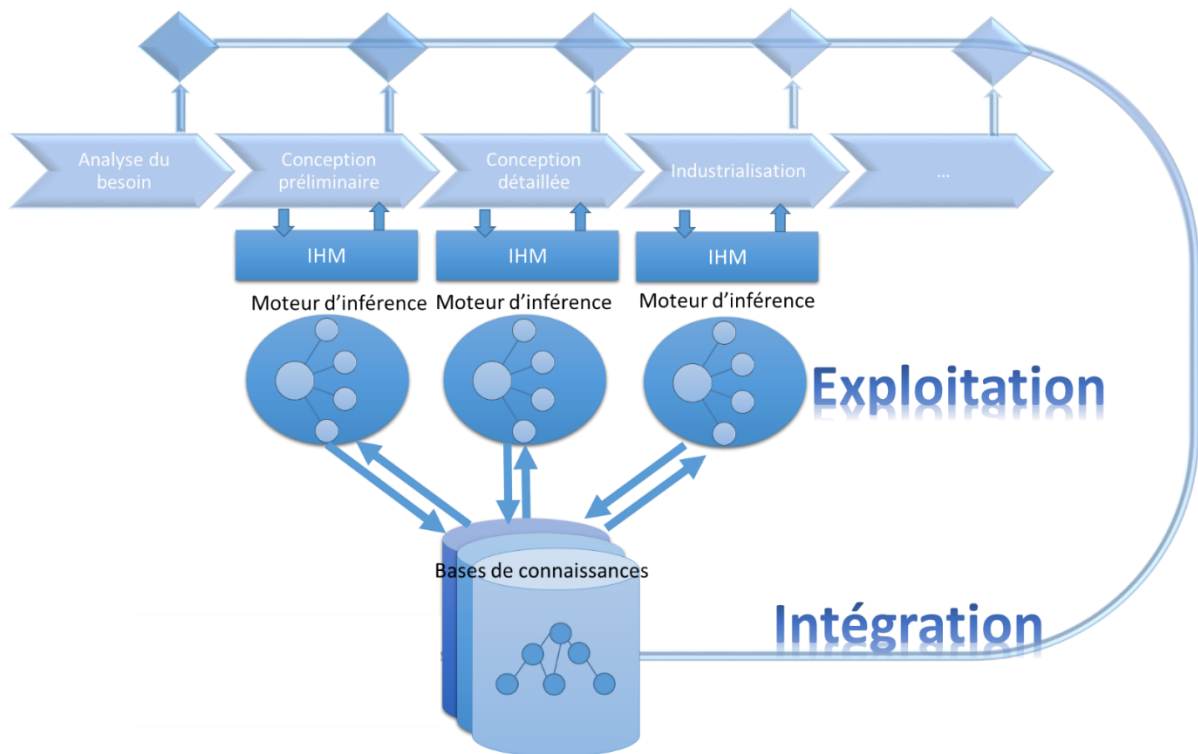 Analyse du
besoin
Conception
préliminaire
Conception
détaillée
Industrialisation
...
IHM
IHM
IHM
Moteur d'inférence
Moteur d'inférence
Moteur d'inférence
Exploitation
Bases de connaissances
Intégration